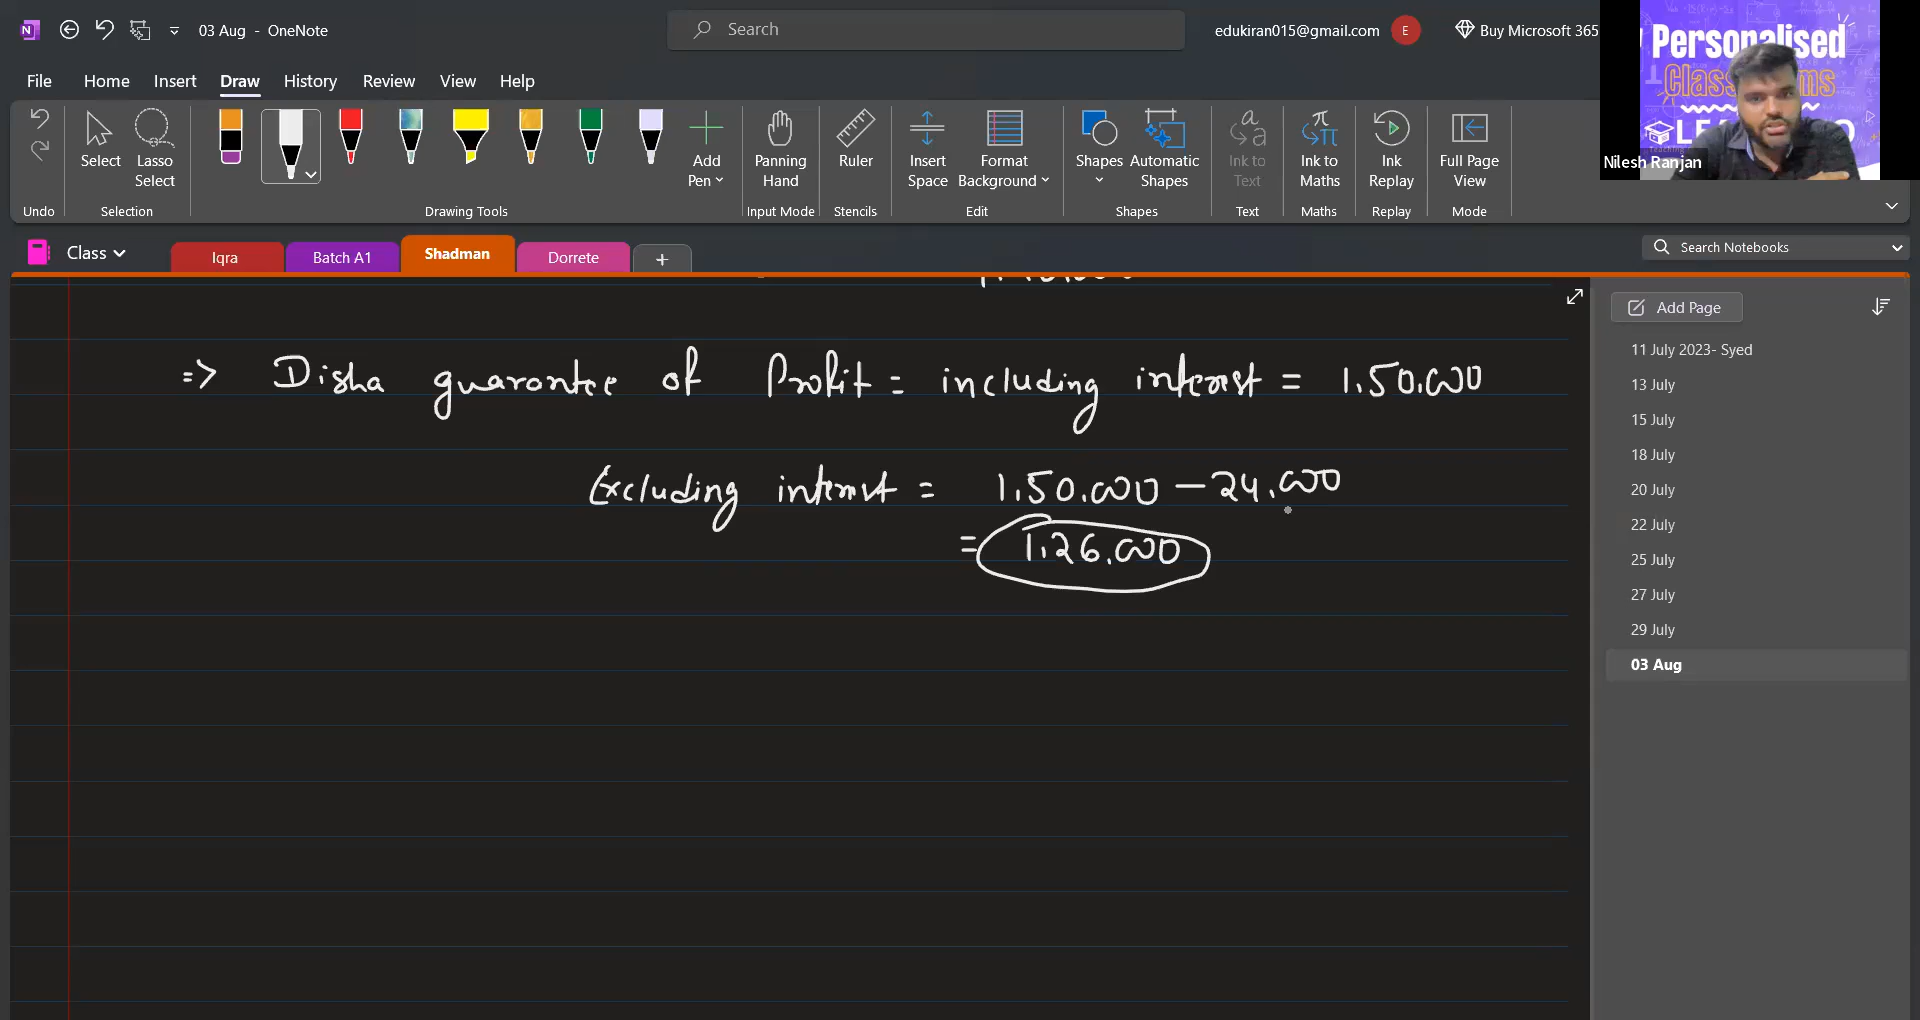 03 Aug - OneNote
Search
edukiran015@gmail.com
E
Buy Microsoft 365
Personalised
File Home Insert Draw History Review View Help
Nilesh Ranjan
Select
Lasso Select
Add Pen
Panning Hand
Ruler
Insert Space
Format Background
Shapes
Automatic Shapes
Ink to Text
Ink to Maths
Ink Replay
Full Page View
Undo
Selection
Drawing Tools
Input Mode
Stencils
Edit
Shapes
Text
Maths
Replay
Mode
Class
Iqra
Batch A1
Shadman
Dorrete
+
Search Notebooks
Add Page
11 July 2023- Syed
13 July
15 July
18 July
20 July
22 July
25 July
27 July
29 July
03 Aug
=> Disha guarantee of Profit = including interest = 1,50,000
Excluding interest = 1,50,000 - 24,000
= 1,26,000